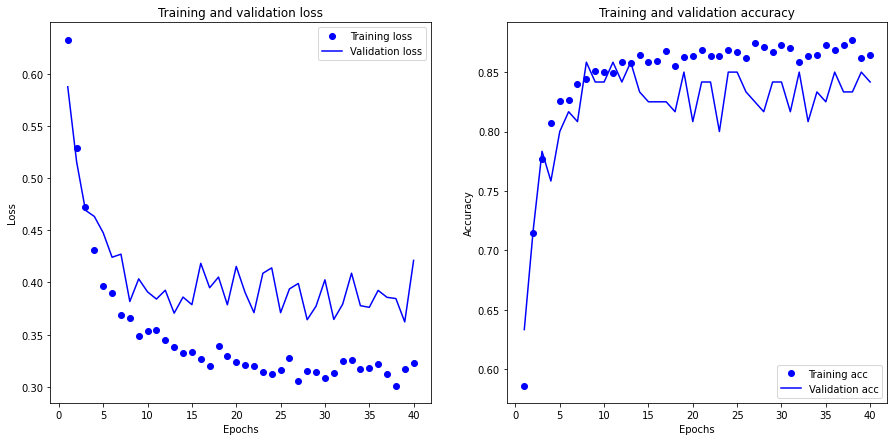 Training and validation loss
Training loss
Validation loss
0.60
0.55
0.50
0.45
0.40
0.35
0.30
Loss
0 5 10 15 20 25 30 35 40
Epochs
Training and validation accuracy
0.85
0.80
0.75
0.70
0.65
0.60
Accuracy
Training acc
Validation acc
0 5 10 15 20 25 30 35 40
Epochs